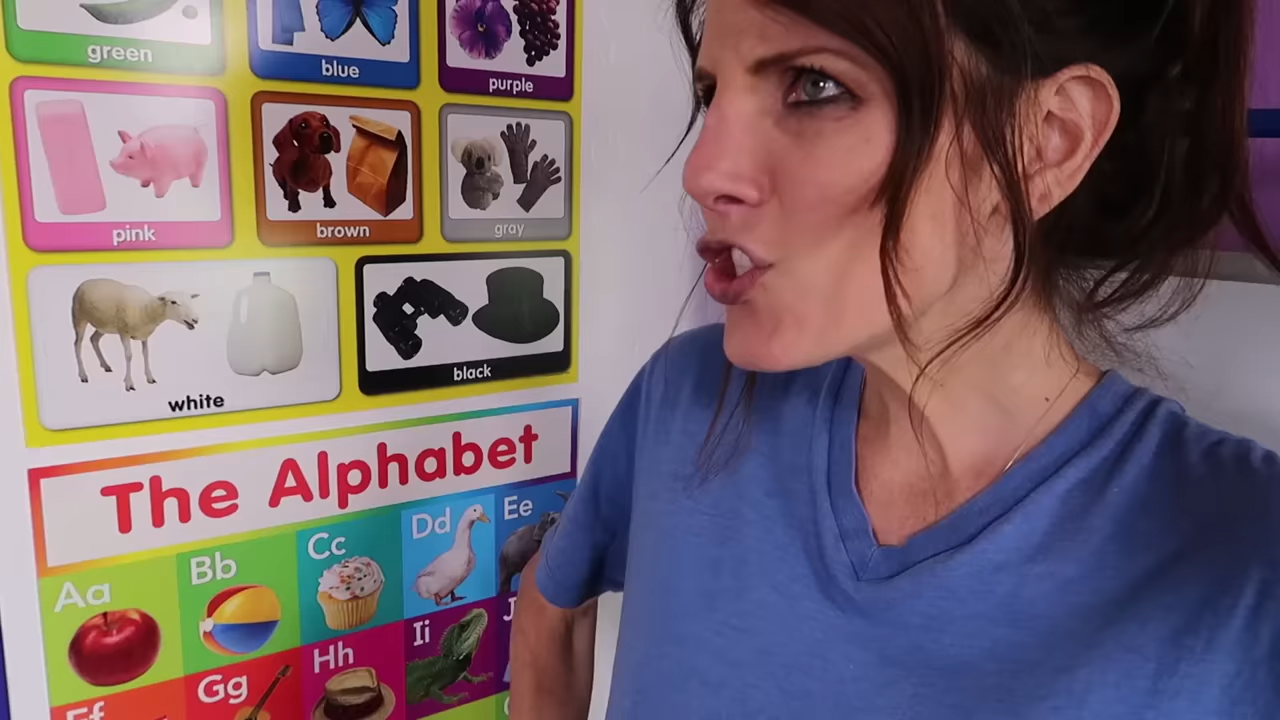 green
blue
purple
pink
brown
gray
white
black
The Alphabet
Aa
Bb
Cc
Dd
Ee
Ff
Gg
Hh
Ii
J